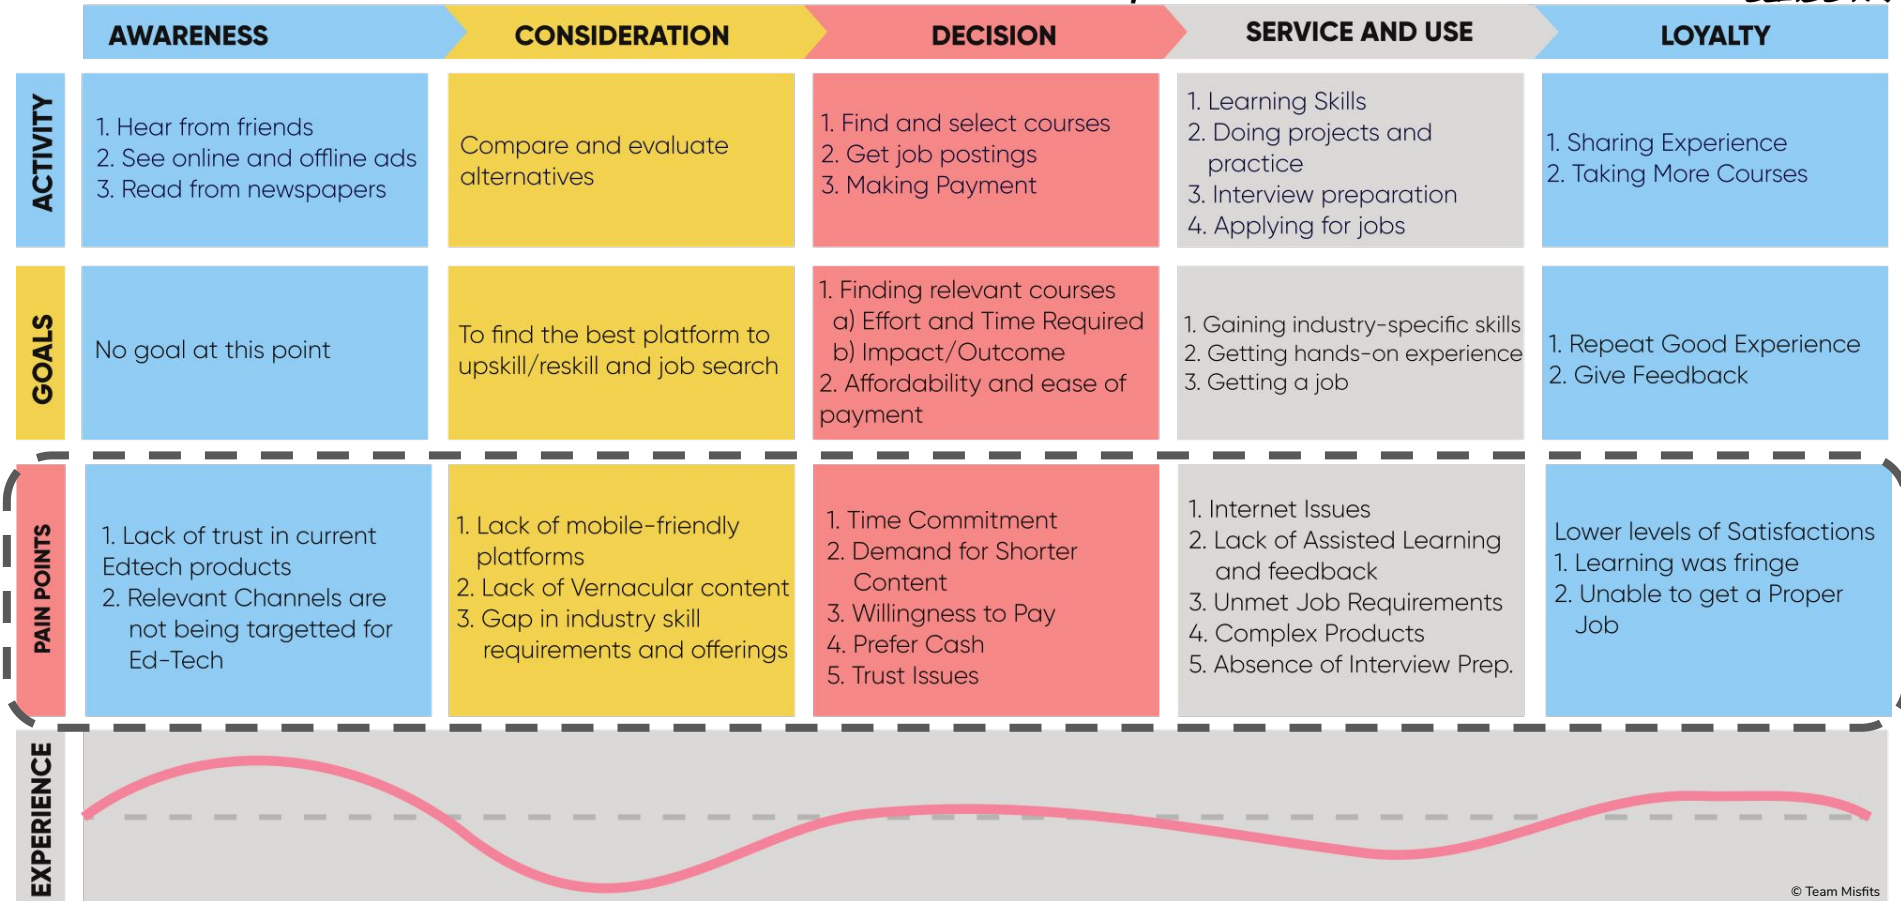 AWARENESS
CONSIDERATION
DECISION
SERVICE AND USE
LOYALTY
ACTIVITY
1. Hear from friends
2. See online and offline ads
3. Read from newspapers
Compare and evaluate
alternatives
1. Find and select courses
2. Get job postings
3. Making Payment
1. Learning Skills
2. Doing projects and
practice
3. Interview preparation
4. Applying for jobs
1. Sharing Experience
2. Taking More Courses
GOALS
No goal at this point
To find the best platform to
upskill/reskill and job search
1. Finding relevant courses
a) Effort and Time Required
b) Impact/Outcome
2. Affordability and ease of
payment
1. Gaining industry-specific skills
2. Getting hands-on experience
3. Getting a job
1. Repeat Good Experience
2. Give Feedback
PAIN POINTS
1. Lack of trust in current
Edtech products
2. Relevant Channels are
not being targetted for
Ed-Tech
1. Lack of mobile-friendly
platforms
2. Lack of Vernacular content
3. Gap in industry skill
requirements and offerings
1. Time Commitment
2. Demand for Shorter
Content
3. Willingness to Pay
4. Prefer Cash
5. Trust Issues
1. Internet Issues
2. Lack of Assisted Learning
and feedback
3. Unmet Job Requirements
4. Complex Products
5. Absence of Interview Prep.
Lower levels of Satisfactions
1. Learning was fringe
2. Unable to get a Proper
Job
EXPERIENCE
© Team Misfits